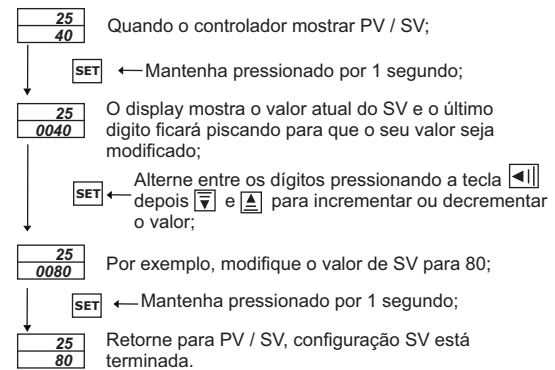 25
40
Quando o controlador mostrar PV / SV;
SET
Mantenha pressionado por 1 segundo;
25
0040
O display mostra o valor atual do SV e o último
digito ficará piscando para que o seu valor seja
modificado;
SET
Alterne entre os dígitos pressionando a tecla
depois e para incrementar ou decrementar
o valor;
25
0080
Por exemplo, modifique o valor de SV para 80;
SET
Mantenha pressionado por 1 segundo;
25
80
Retorne para PV / SV, configuração SV está
terminada.